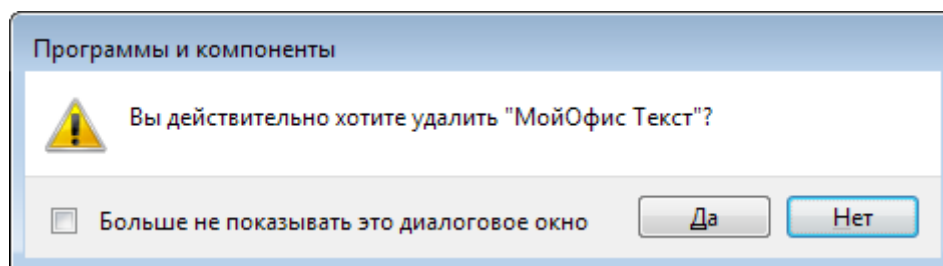 Программы и компоненты
Вы действительно хотите удалить "МойОфис Текст"?
Больше не показывать это диалоговое окно
Да
Нет